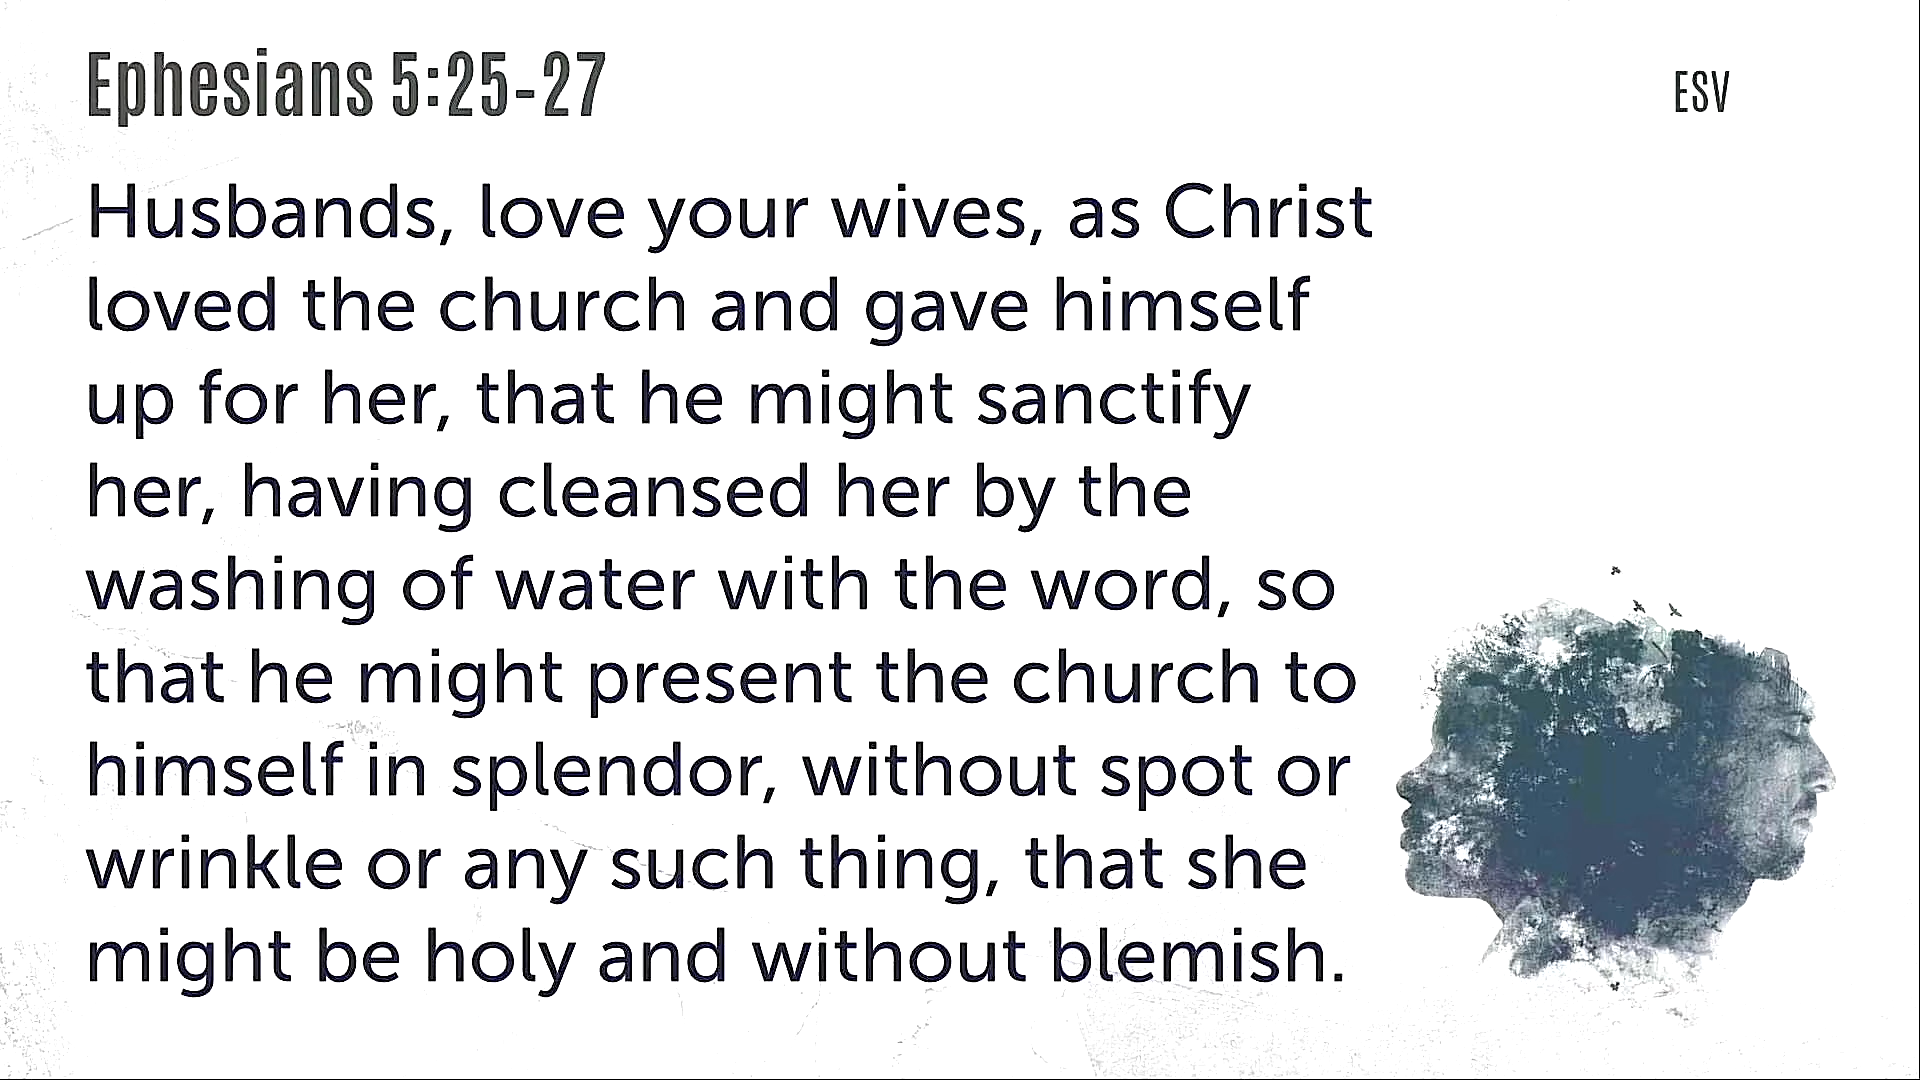 Ephesians 5:25-27
ESV
Husbands, love your wives, as Christ
loved the church and gave himself
up for her, that he might sanctify
her, having cleansed her by the
washing of water with the word, so
that he might present the church to
himself in splendor, without spot or
wrinkle or any such thing, that she
might be holy and without blemish.